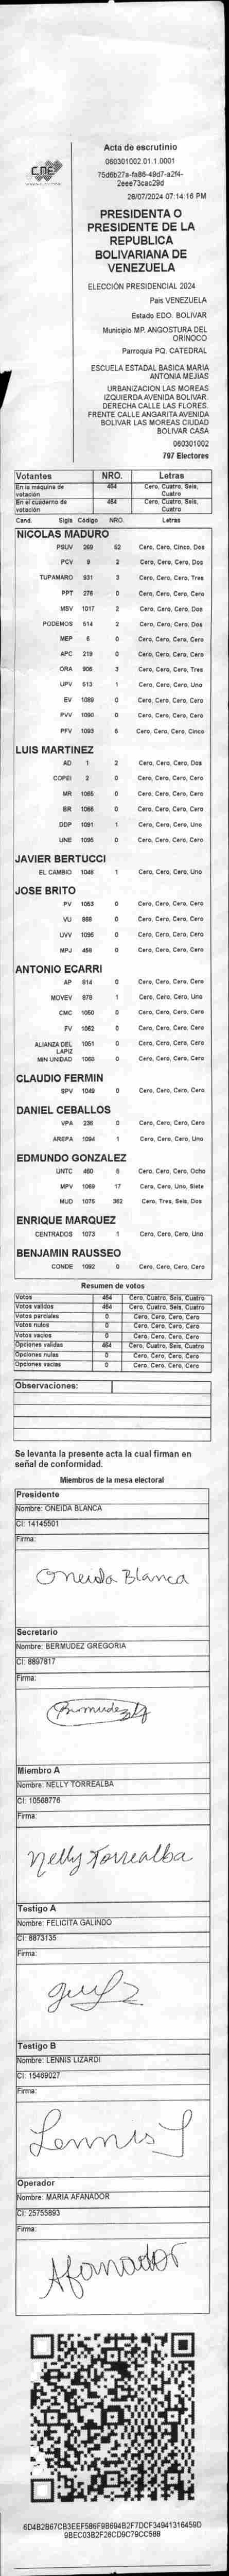 CNE
Acta de escrutinio
060301002.01.1.0001
75d6b27a-fa86-49d7-a2f4-
2eee73cac29d
28/07/2024 07:14:16 PM
PRESIDENTA O
PRESIDENTE DE LA
REPUBLICA
BOLIVARIANA DE
VENEZUELA
ELECCIÓN PRESIDENCIAL 2024
Pais VENEZUELA
Estado EDO. BOLIVAR
Municipio MP. ANGOSTURA DEL
ORINOCO
Parroquia PQ. CATEDRAL
ESCUELA ESTADAL BASICA MARIA
ANTONIA MEJIAS
URBANIZACION LAS MOREAS
IZQUIERDA AVENIDA BOLIVAR.
DERECHA CALLE LAS FLORES.
FRENTE CALLE ANGARITA AVENIDA
BOLIVAR LAS MOREAS CIUDAD
BOLIVAR CASA
060301002
797 Electores
Votantes NRO. Letras
En la máquina de votación 464 Cero, Cuatro, Seis, Cuatro
En el cuaderno de votación 464 Cero, Cuatro, Seis, Cuatro
Cand. Sigla Código NRO. Letras
NICOLAS MADURO
PSUV 269 52 Cero, Cero, Cinco, Dos
PCV 9 2 Cero, Cero, Cero, Dos
TUPAMARO 931 3 Cero, Cero, Cero, Tres
PPT 276 0 Cero, Cero, Cero, Cero
MSV 1017 2 Cero, Cero, Cero, Dos
PODEMOS 514 2 Cero, Cero, Cero, Dos
MEP 6 0 Cero, Cero, Cero, Cero
APC 219 0 Cero, Cero, Cero, Cero
ORA 906 3 Cero, Cero, Cero, Tres
UPV 513 1 Cero, Cero, Cero, Uno
EV 1089 0 Cero, Cero, Cero, Cero
PVV 1090 0 Cero, Cero, Cero, Cero
PFV 1093 5 Cero, Cero, Cero, Cinco
LUIS MARTINEZ
AD 1 2 Cero, Cero, Cero, Dos
COPEI 2 0 Cero, Cero, Cero, Cero
MR 1065 0 Cero, Cero, Cero, Cero
BR 1066 0 Cero, Cero, Cero, Cero
DDP 1091 1 Cero, Cero, Cero, Uno
UNE 1095 0 Cero, Cero, Cero, Cero
JAVIER BERTUCCI
EL CAMBIO 1048 1 Cero, Cero, Cero, Uno
JOSE BRITO
PV 1053 0 Cero, Cero, Cero, Cero
VU 868 0 Cero, Cero, Cero, Cero
UVV 1096 0 Cero, Cero, Cero, Cero
MPJ 458 0 Cero, Cero, Cero, Cero
ANTONIO ECARRI
AP 814 0 Cero, Cero, Cero, Cero
MOVEV 878 1 Cero, Cero, Cero, Uno
CMC 1050 0 Cero, Cero, Cero, Cero
FV 1062 0 Cero, Cero, Cero, Cero
ALIANZA DEL LAPIZ 1051 0 Cero, Cero, Cero, Cero
MIN UNIDAD 1069 0 Cero, Cero, Cero, Cero
CLAUDIO FERMIN
SPV 1049 0 Cero, Cero, Cero, Cero
DANIEL CEBALLOS
VPA 236 0 Cero, Cero, Cero, Cero
AREPA 1094 1 Cero, Cero, Cero, Uno
EDMUNDO GONZALEZ
UNTC 460 8 Cero, Cero, Cero, Ocho
MPV 1069 17 Cero, Cero, Uno, Siete
MUD 1075 362 Cero, Tres, Seis, Dos
ENRIQUE MARQUEZ
CENTRADOS 1073 1 Cero, Cero, Cero, Uno
BENJAMIN RAUSSEO
CONDE 1092 0 Cero, Cero, Cero, Cero
Resumen de votos
Votos 464 Cero, Cuatro, Seis, Cuatro
Votos validos 464 Cero, Cuatro, Seis, Cuatro
Votos parciales 0 Cero, Cero, Cero, Cero
Votos nulos 0 Cero, Cero, Cero, Cero
Votos vacios 0 Cero, Cero, Cero, Cero
Opciones validas 464 Cero, Cuatro, Seis, Cuatro
Opciones nulas 0 Cero, Cero, Cero, Cero
Opciones vacias 0 Cero, Cero, Cero, Cero
Observaciones:
Se levanta la presente acta la cual firman en
señal de conformidad.
Miembros de la mesa electoral
Presidente
Nombre: ONEIDA BLANCA
CI: 14145501
Firma:
Oneida Blanca
Secretario
Nombre: BERMUDEZ GREGORIA
CI: 8897817
Firma:
Miembro A
Nombre: NELLY TORREALBA
CI: 10568776
Firma:
Nelly Torrealba
Testigo A
Nombre: FELICITA GALINDO
CI: 8873135
Firma:
Testigo B
Nombre: LENNIS LIZARDI
CI: 15469027
Firma:
Lennis L
Operador
Nombre: MARIA AFANADOR
CI: 25755893
Firma:
Afanador
6D4B2B67CB3EEF586F9B694B2F7DCF34941316459D
9BEC03B2F26CD9C79CC588